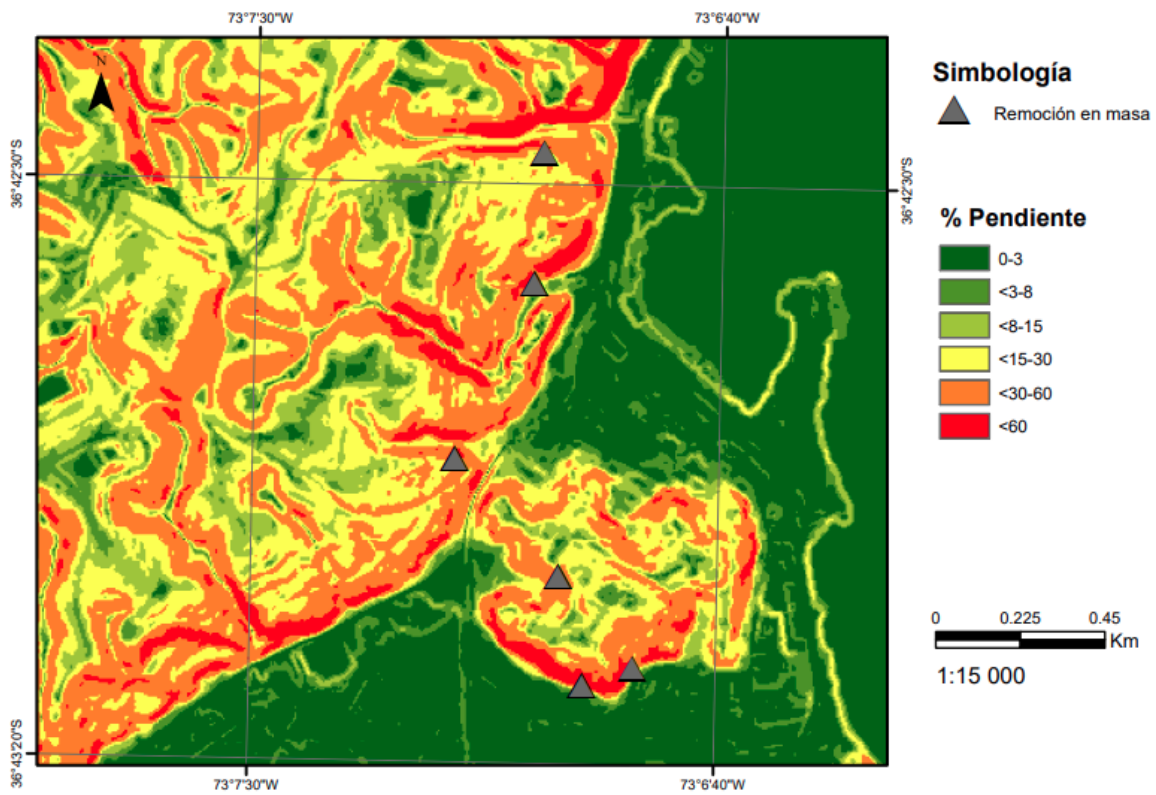 73°7'30"W
73°6'40"W
N
36°42'30"S
36°42'30"S
36°43'20"S
73°7'30"W
73°6'40"W
Simbología
Remoción en masa
% Pendiente
0-3
<3-8
<8-15
<15-30
<30-60
<60
0 0.225 0.45
Km
1:15 000